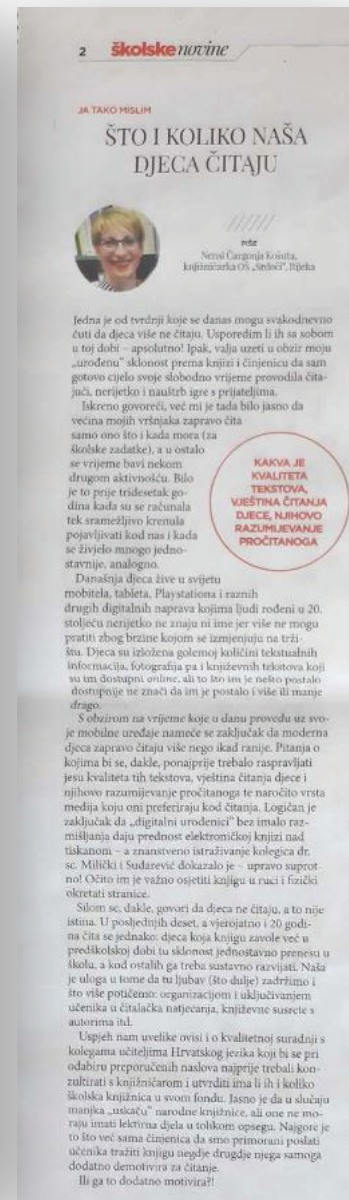 2 školske novine
JA TAKO MISLIM
ŠTO I KOLIKO NAŠA
DJECA ČITAJU
PIŠE
Nensi Čargonja Košuta,
knjižničarka OŠ „Srdoči”, Rijeka
Jedna je od tvrdnji koje se danas mogu svakodnevno
čuti da djeca više ne čitaju. Usporedim li ih sa sobom
u toj dobi – apsolutno! Ipak, valja uzeti u obzir moju
„urođenu” sklonost prema knjizi i činjenicu da sam
gotovo cijelo svoje slobodno vrijeme provodila čita-
jući, nerijetko i nauštrb igre s prijateljima.
Iskreno govoreći, već mi je tada bilo jasno da
većina mojih vršnjaka zapravo čita
samo ono što i kada mora (za
školske zadatke), a u ostalo
se vrijeme bavi nekom
drugom aktivnošću. Bilo
je to prije tridesetak go-
dina kada su se računala
tek sramežljivo krenula
pojavljivati kod nas i kada
se živjelo mnogo jedno-
stavnije, analogno.
KAKVA JE
KVALITETA
TEKSTOVA,
VJEŠTINA ČITANJA
DJECE, NJIHOVO
RAZUMIJEVANJE
PROČITANOGA
Današnja djeca žive u svijetu
mobitela, tableta, Playstationa i raznih
drugih digitalnih naprava kojima ljudi rođeni u 20.
stoljeću nerijetko ne znaju ni ime jer više ne mogu
pratiti zbog brzine kojom se izmjenjuju na trži-
štu. Djeca su izložena golemoj količini tekstualnih
informacija, fotografija pa i književnih tekstova koji
su im dostupni online, ali to što im je nešto postalo
dostupnije ne znači da im je postalo i više ili manje
drago.
S obzirom na vrijeme koje u danu provedu uz svo-
je mobilne uređaje nameće se zaključak da moderna
djeca zapravo čitaju više nego ikad ranije. Pitanja o
kojima bi se, dakle, ponajprije trebalo raspravljati
jesu kvaliteta tih tekstova, vještina čitanja djece i
njihovo razumijevanje pročitanoga te naročito vrsta
medija koju oni preferiraju kod čitanja. Logičan je
zaključak da „digitalni urođenici” bez imalo raz-
mišljanja daju prednost elektroničkoj knjizi nad
tiskanom – a znanstveno istraživanje kolegica dr.
sc. Milički i Sudarević dokazalo je – upravo suprot-
no! Očito im je važno osjetiti knjigu u ruci i fizički
okretati stranice.
Silom se, dakle, govori da djeca ne čitaju, a to nije
istina. U posljednjih deset, a vjerojatno i 20 godi-
na čita se jednako: djeca koja knjigu zavole već u
predškolskoj dobi tu sklonost jednostavno prenesu u
školu, a kod ostalih ga treba sustavno razvijati. Naša
je uloga u tome da tu ljubav (što dulje) zadržimo i
što više potičemo: organizacijom i uključivanjem
učenika u čitalačka natjecanja, književne susrete s
autorima itd.
Uspjeh nam uvelike ovisi i o kvalitetnoj suradnji s
kolegama učiteljima Hrvatskog jezika koji bi se pri
odabiru preporučenih naslova najprije trebali kon-
zultirati s knjižničarom i utvrditi ima li ih i koliko
školska knjižnica u svom fondu. Jasno je da u slučaju
manjka „uskaču” narodne knjižnice, ali one ne mo-
raju imati lektirna djela u tolikom opsegu. Najgore je
to što već sama činjenica da smo primorani poslati
učenika tražiti knjigu negdje drugdje njega samoga
dodatno demotivira za čitanje.
Ili ga to dodatno motivira?!